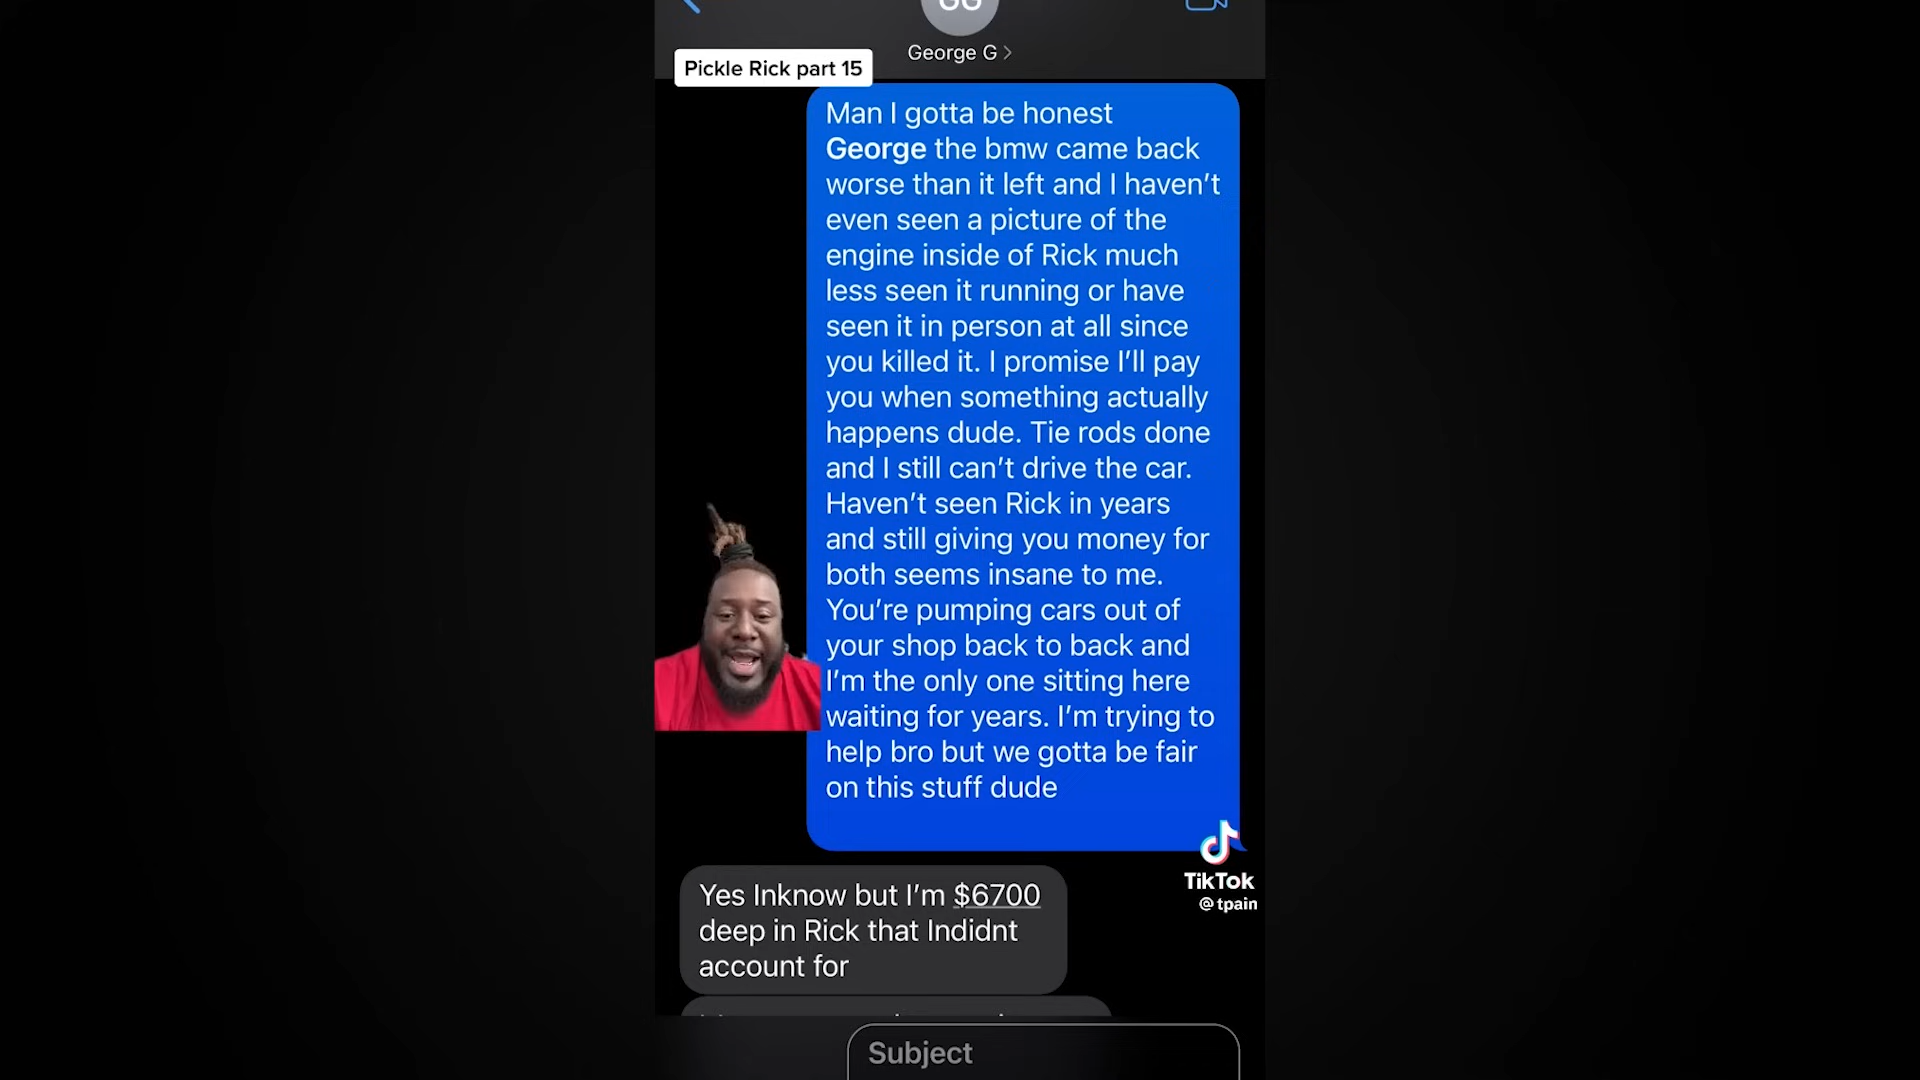 GG
George G >
Pickle Rick part 15
Man I gotta be honest
George the bmw came back
worse than it left and I haven’t
even seen a picture of the
engine inside of Rick much
less seen it running or have
seen it in person at all since
you killed it. I promise I’ll pay
you when something actually
happens dude. Tie rods done
and I still can’t drive the car.
Haven’t seen Rick in years
and still giving you money for
both seems insane to me.
You’re pumping cars out of
your shop back to back and
I’m the only one sitting here
waiting for years. I’m trying to
help bro but we gotta be fair
on this stuff dude
TikTok
@tpain
Yes Inknow but I’m $6700
deep in Rick that Indidnt
account for
Subject